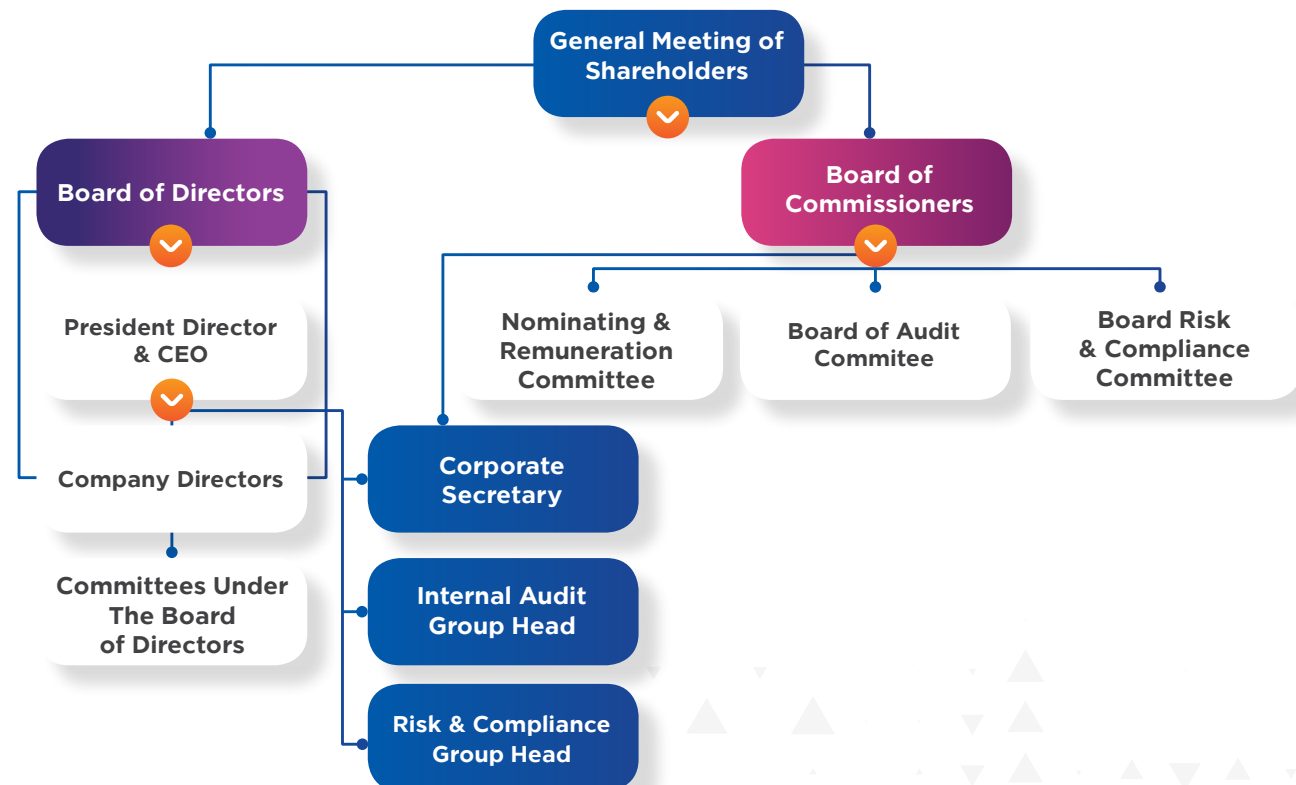 General Meeting of
Shareholders
Board of Directors
Board of
Commissioners
President Director
& CEO
Nominating &
Remuneration
Committee
Board of Audit
Commitee
Board Risk
& Compliance
Committee
Company Directors
Corporate
Secretary
Committees Under
The Board
of Directors
Internal Audit
Group Head
Risk & Compliance
Group Head